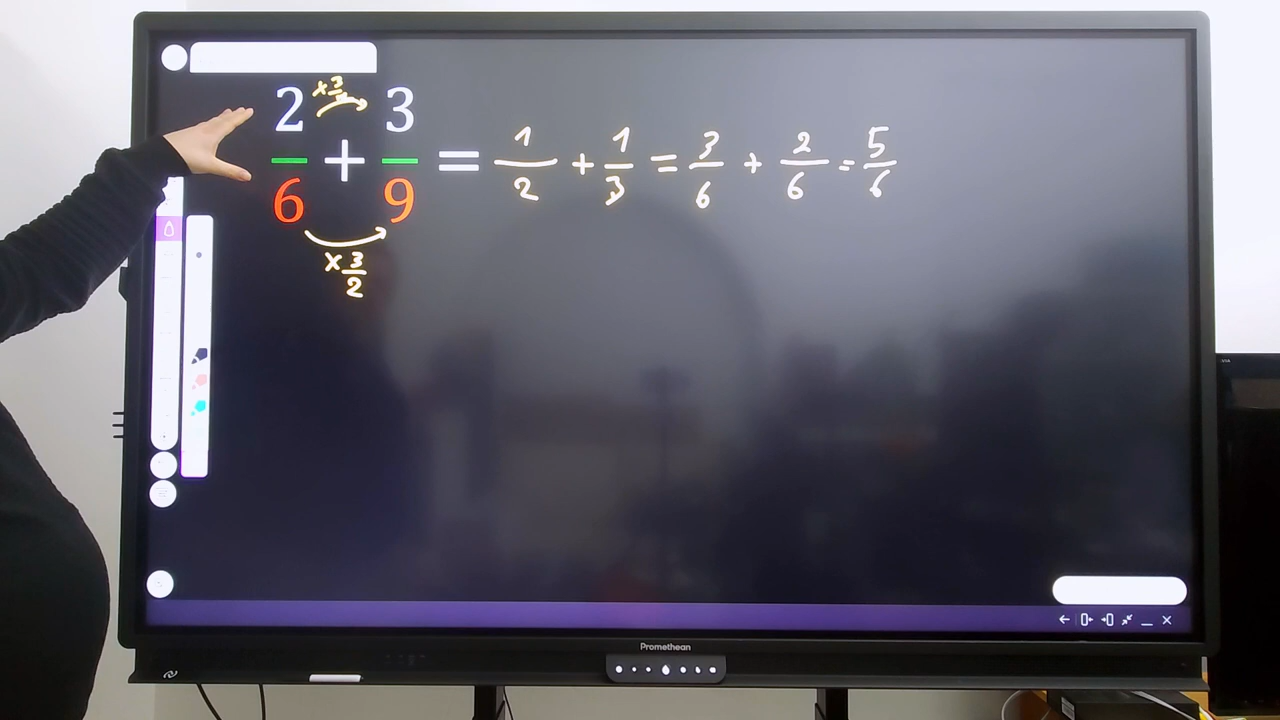 2/6 + 3/9 = 1/2 + 1/3 = 3/6 + 2/6 = 5/6
×3/2
×3/2
Promethean